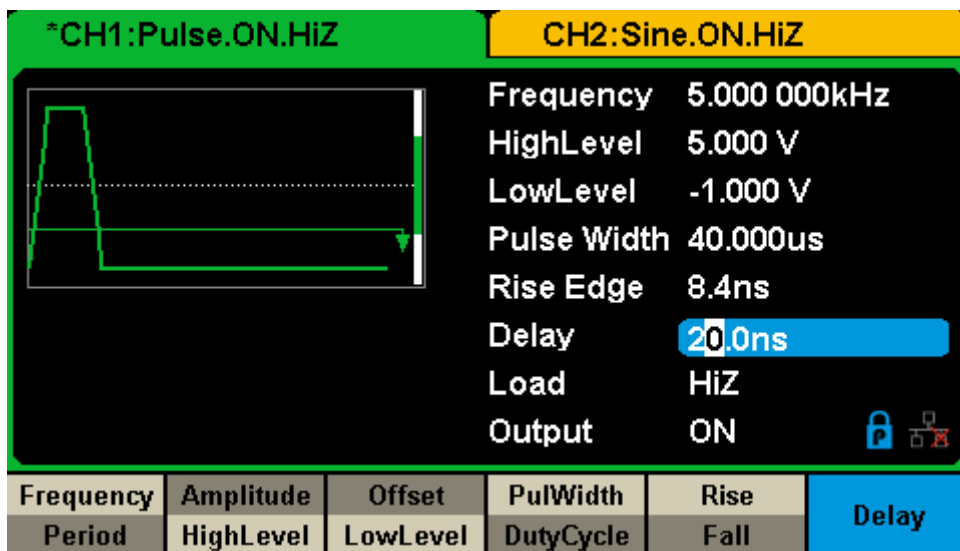 *CH1:Pulse.ON.HiZ
CH2:Sine.ON.HiZ
Frequency 5.000 000kHz
HighLevel 5.000 V
LowLevel -1.000 V
Pulse Width 40.000us
Rise Edge 8.4ns
Delay 20.0ns
Load HiZ
Output ON
P
Frequency Amplitude Offset PulWidth Rise
Delay
Period HighLevel LowLevel DutyCycle Fall